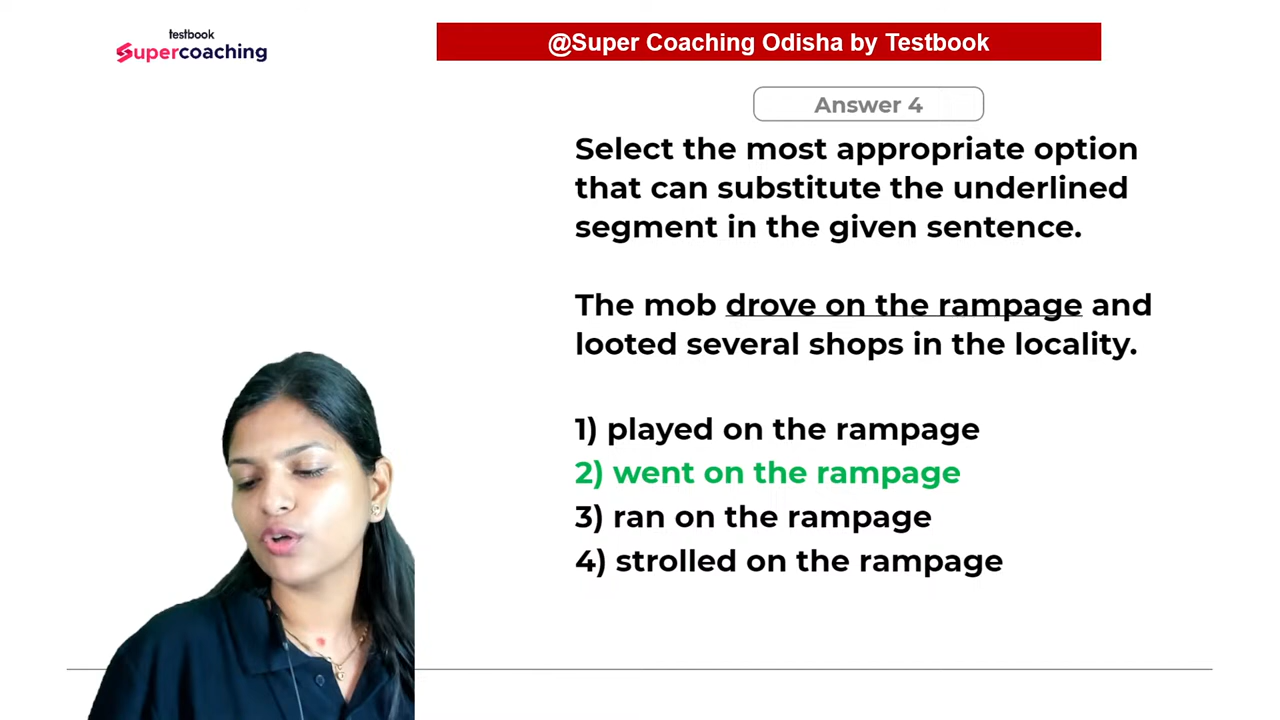 testbook
Supercoaching
@Super Coaching Odisha by Testbook
Answer 4
Select the most appropriate option
that can substitute the underlined
segment in the given sentence.
The mob drove on the rampage and
looted several shops in the locality.
1) played on the rampage
2) went on the rampage
3) ran on the rampage
4) strolled on the rampage